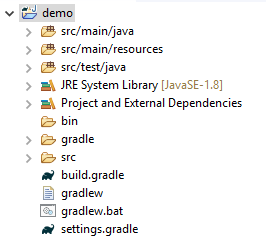 demo
src/main/java
src/main/resources
src/test/java
JRE System Library [JavaSE-1.8]
Project and External Dependencies
bin
gradle
src
build.gradle
gradlew
gradlew.bat
settings.gradle